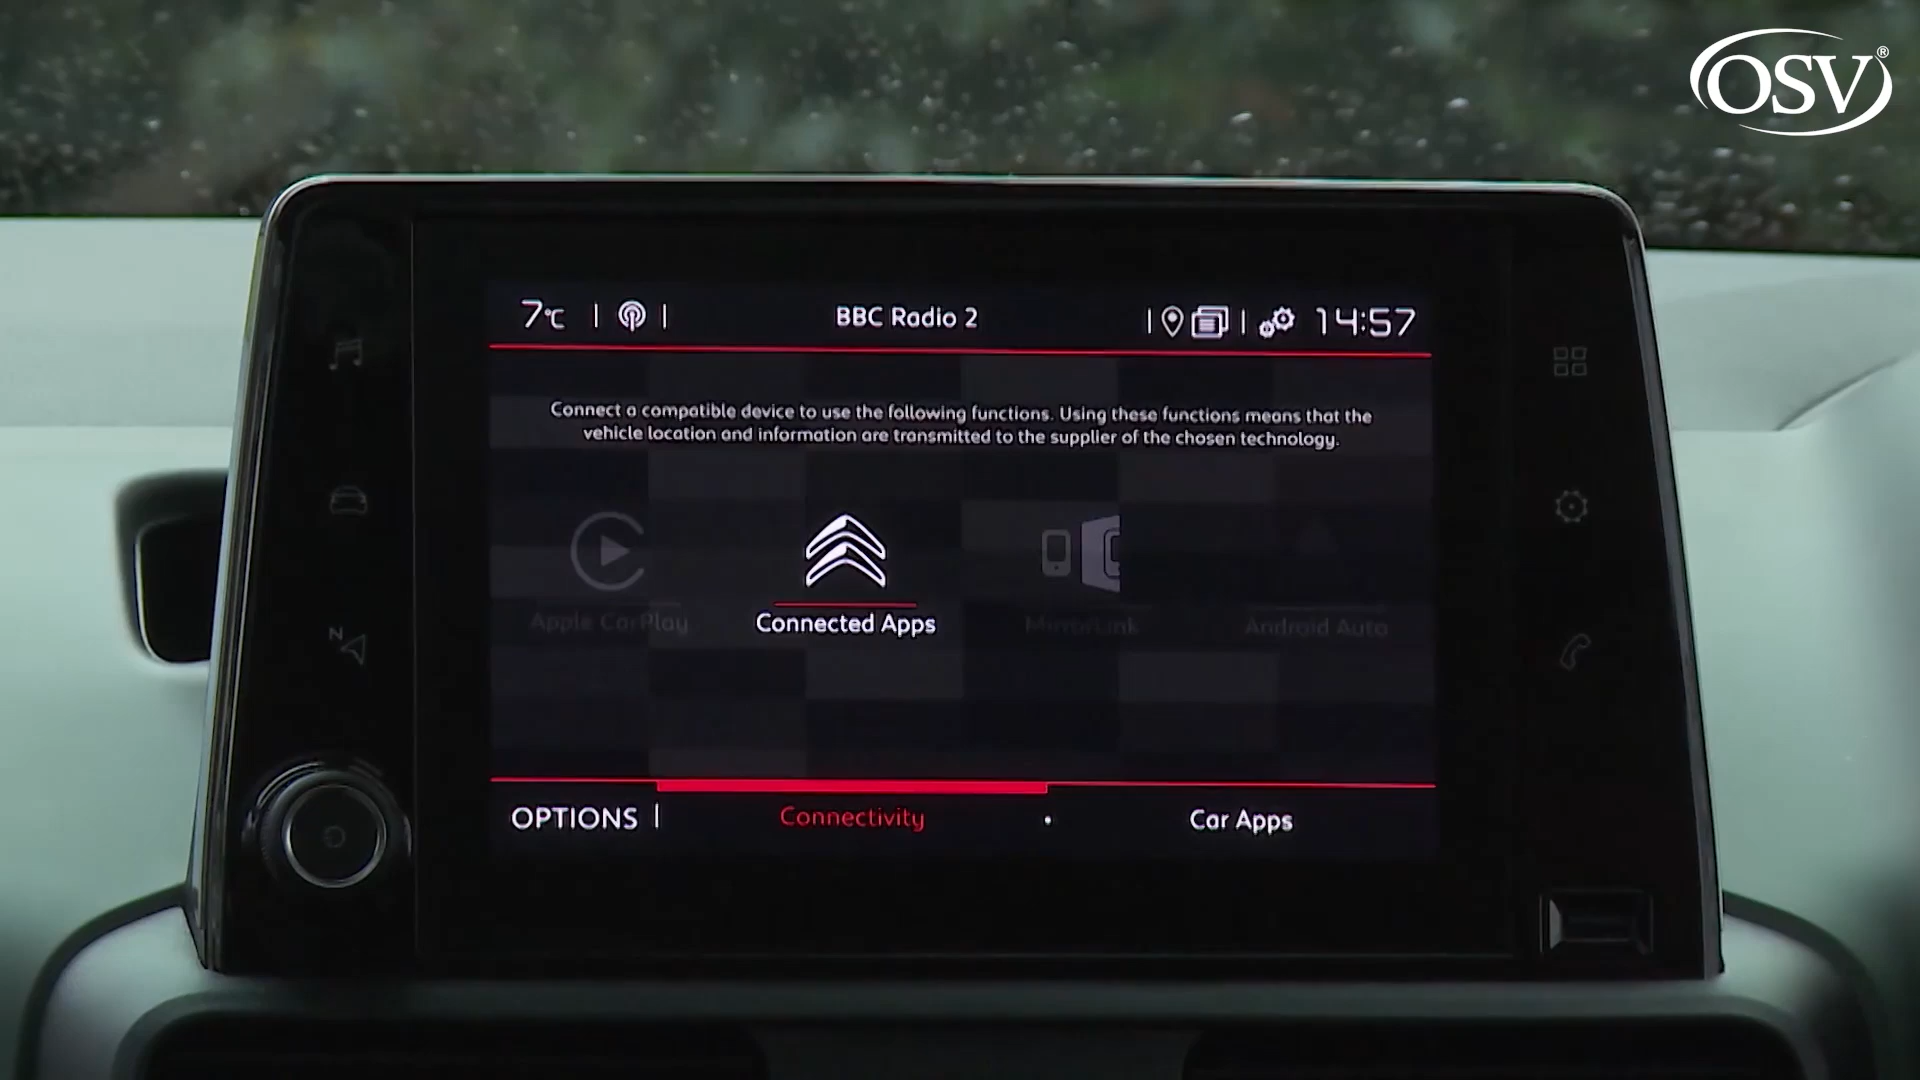 OSV®
7°C
BBC Radio 2
14:57
Connect a compatible device to use the following functions. Using these functions means that the
vehicle location and information are transmitted to the supplier of the chosen technology.
Apple CarPlay
Connected Apps
MirrorLink
Android Auto
N
OPTIONS
Connectivity
Car Apps